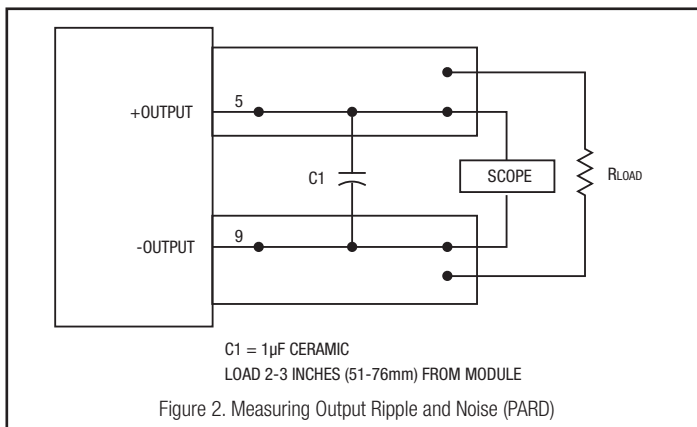 +OUTPUT
5
C1
SCOPE
RLOAD
-OUTPUT
9
C1 = 1µF CERAMIC
LOAD 2-3 INCHES (51-76mm) FROM MODULE
Figure 2. Measuring Output Ripple and Noise (PARD)